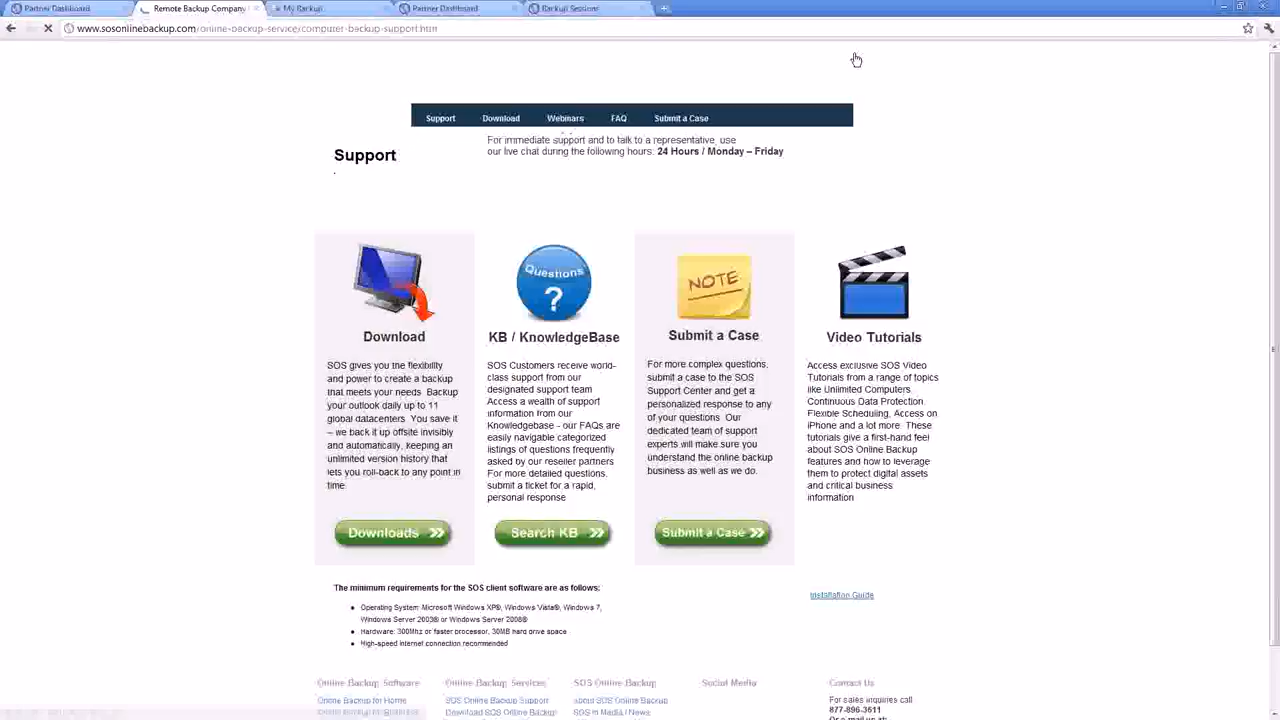 Partner Dashboard
Remote Backup Company
My Backup
Partner Dashboard
Backup Sessions
www.sosonlinebackup.com/online-backup-service/computer-backup-support.htm
Support Download Webinars FAQ Submit a Case
Support
For immediate support and to talk to a representative, use
our live chat during the following hours: 24 Hours / Monday – Friday
Download
SOS gives you the flexibility
and power to create a backup
that meets your needs. Backup
your outlook daily up to 11
global datacenters. You save it
– we back it up offsite invisibly
and automatically, keeping an
unlimited version history that
lets you roll-back to any point in
time.
Downloads
Questions
?
KB / KnowledgeBase
SOS Customers receive world-
class support from our
designated support team.
Access a wealth of support
information from our
Knowledgebase - our FAQs are
easily navigable categorized
listings of questions frequently
asked by our reseller partners.
For more detailed questions,
submit a ticket for a rapid,
personal response
Search KB
NOTE
Submit a Case
For more complex questions,
submit a case to the SOS
Support Center and get a
personalized response to any
of your questions. Our
dedicated team of support
experts will make sure you
understand the online backup
business as well as we do.
Submit a Case
Video Tutorials
Access exclusive SOS Video
Tutorials from a range of topics
like Unlimited Computers,
Continuous Data Protection,
Flexible Scheduling, Access on
iPhone and a lot more. These
tutorials give a first-hand feel
about SOS Online Backup
features and how to leverage
them to protect digital assets
and critical business
information
The minimum requirements for the SOS client software are as follows:
Operating System: Microsoft Windows XP®, Windows Vista®, Windows 7,
Windows Server 2003® or Windows Server 2008®
Hardware: 300Mhz or faster processor, 30MB hard drive space
High-speed internet connection recommended
Installation Guide
Online Backup Software
Online Backup for Home
Online Backup for Business
Online Backup Services
SOS Online Backup Support
Download SOS Online Backup
SOS Online Backup
about SOS Online Backup
SOS in Media / News
Social Media
Contact Us
For sales inquires call
877-896-3611
Or e-mail us at: